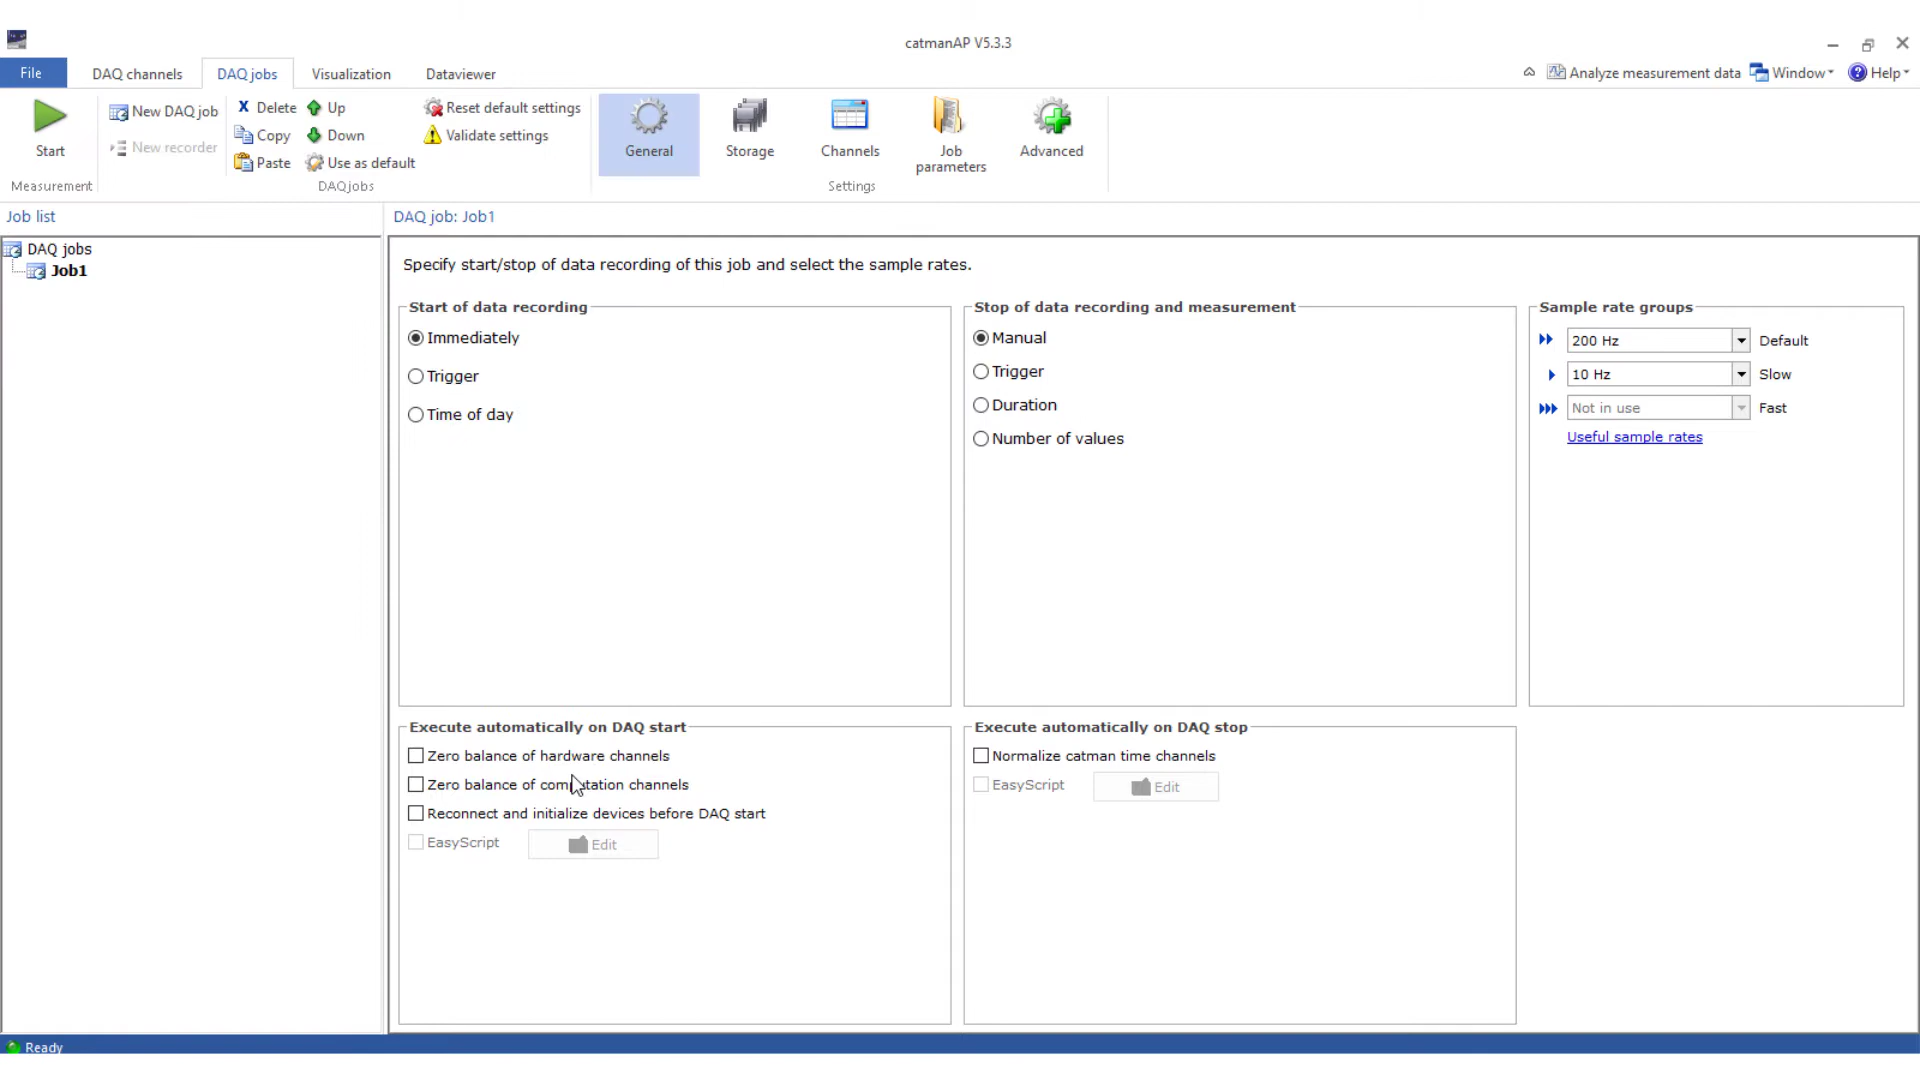 catmanAP V5.3.3
File DAQ channels DAQ jobs Visualization Dataviewer Analyze measurement data Window Help
Start
Measurement
New DAQ job
New recorder
Delete Up
Copy Down
Paste Use as default
Reset default settings
Validate settings
DAQ jobs
General Storage Channels Job parameters Advanced
Settings
Job list
DAQ jobs
Job1
DAQ job: Job1
Specify start/stop of data recording of this job and select the sample rates.
Start of data recording
Immediately
Trigger
Time of day
Stop of data recording and measurement
Manual
Trigger
Duration
Number of values
Sample rate groups
200 Hz Default
10 Hz Slow
Not in use Fast
Useful sample rates
Execute automatically on DAQ start
Zero balance of hardware channels
Zero balance of computation channels
Reconnect and initialize devices before DAQ start
EasyScript Edit
Execute automatically on DAQ stop
Normalize catman time channels
EasyScript Edit
Ready